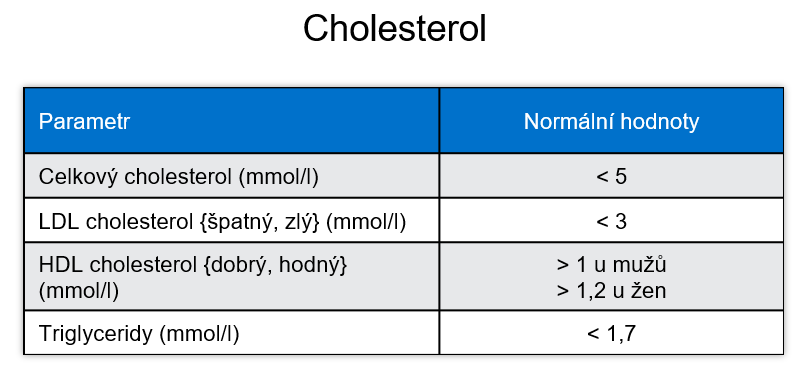 Cholesterol
Parametr Normální hodnoty
Celkový cholesterol (mmol/l) < 5
LDL cholesterol {špatný, zlý} (mmol/l) < 3
HDL cholesterol {dobrý, hodný}
(mmol/l)
> 1 u mužů
> 1,2 u žen
Triglyceridy (mmol/l) < 1,7